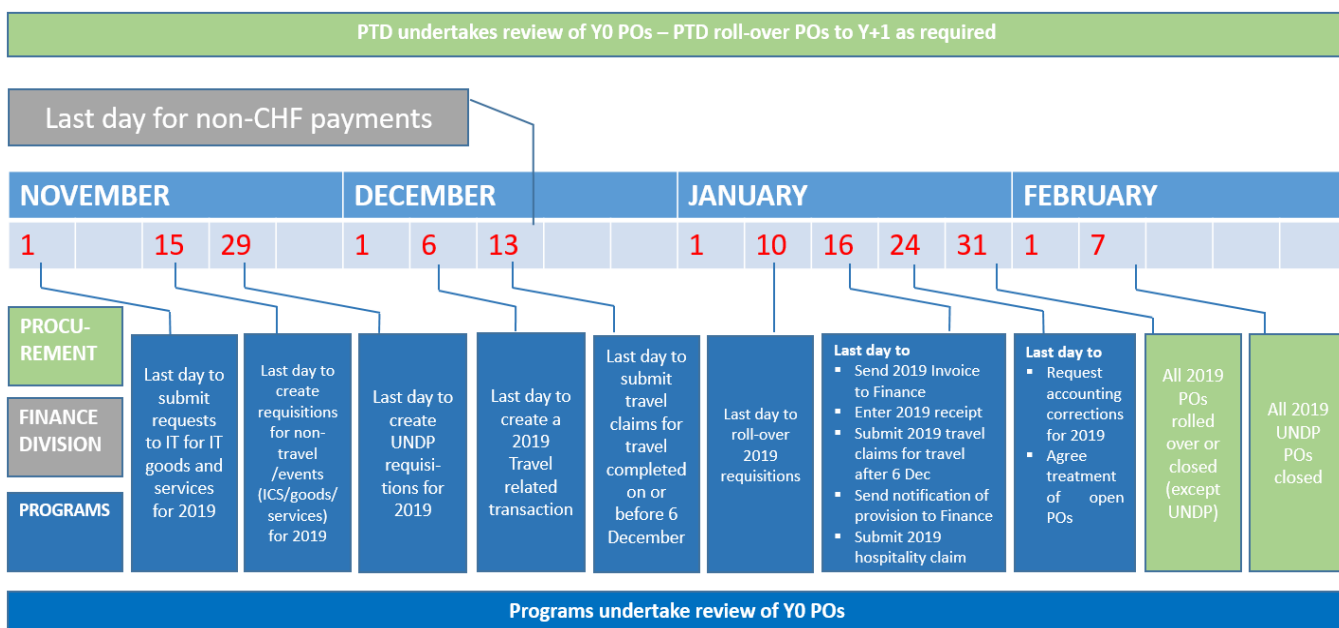 PTD undertakes review of Y0 POs – PTD roll-over POs to Y+1 as required
Last day for non-CHF payments
NOVEMBER DECEMBER JANUARY FEBRUARY
1 15 29 1 6 13 1 10 16 24 31 1 7
PROCU-
REMENT
FINANCE
DIVISION
PROGRAMS
Last day to
submit
requests
to IT for IT
goods and
services
for 2019
Last day to
create
requisitions
for non-
travel
/events
(ICS/goods/
services)
for 2019
Last day to
create
UNDP
requisi-
tions for
2019
Last day to
create a
2019
Travel
related
transaction
Last day to
submit
travel
claims for
travel
completed
on or
before 6
December
Last day to
roll-over
2019
requisitions
Last day to
▪ Send 2019 Invoice
to Finance
▪ Enter 2019 receipt
▪ Submit 2019 travel
claims for travel
after 6 Dec
▪ Send notification of
provision to Finance
▪ Submit 2019
hospitality claim
Last day to
▪ Request
accounting
corrections
for 2019
▪ Agree
treatment
of open
POs
All 2019
POs
rolled
over or
closed
(except
UNDP)
All 2019
UNDP
POs
closed
Programs undertake review of Y0 POs